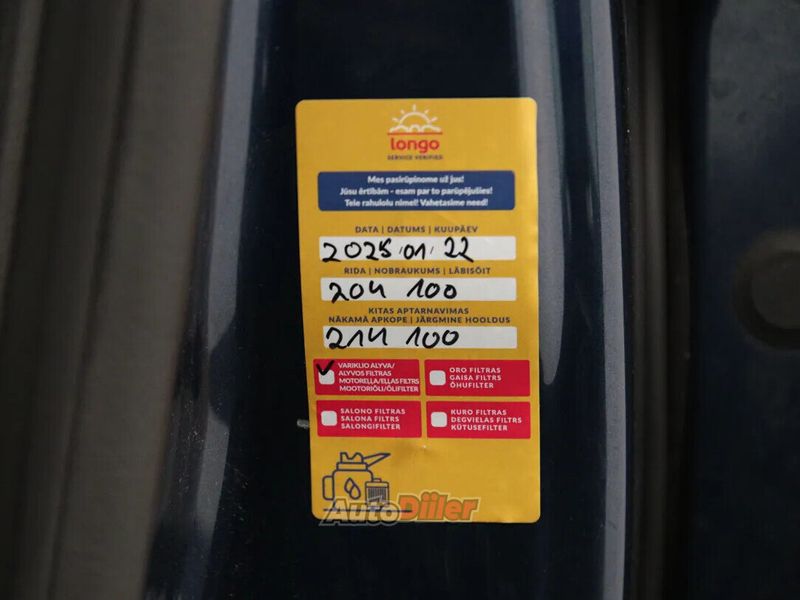 longo
SERVICE VERIFIED
Mes pasirūpinome už jus!
Jūsu ērtībām - esam par to parūpējušies!
Teie rahulolu nimel! Vahetasime need!
DATA | DATUMS | KUUPÄEV
2025.01.22
RIDA | NOBRAUKUMS | LÄBISÕIT
204 100
KITAS APTARNAVIMAS
NĀKAMĀ APKOPE | JÄRGMINE HOOLDUS
214 100
VARIKLIO ALYVA/
ALYVOS FILTRAS
MOTOREĻĻA/EĻĻAS FILTRS
MOOTORIÕLI/ÕLIFILTER
ORO FILTRAS
GAISA FILTRS
ÕHUFILTER
SALONO FILTRAS
SALONA FILTRS
SALONGIFILTER
KURO FILTRAS
DEGVIELAS FILTRS
KÜTUSEFILTER
AutoDiiler